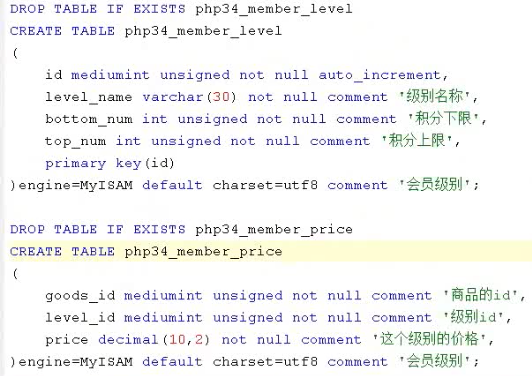 DROP TABLE IF EXISTS php34_member_level
CREATE TABLE php34_member_level
(
    id mediumint unsigned not null auto_increment,
    level_name varchar(30) not null comment '级别名称',
    bottom_num int unsigned not null comment '积分下限',
    top_num int unsigned not null comment '积分上限',
    primary key(id)
)engine=MyISAM default charset=utf8 comment '会员级别';
DROP TABLE IF EXISTS php34_member_price
CREATE TABLE php34_member_price
(
    goods_id mediumint unsigned not null comment '商品的id',
    level_id mediumint unsigned not null comment '级别id',
    price decimal(10,2) not null comment '这个级别的价格',
)engine=MyISAM default charset=utf8 comment '会员级别';